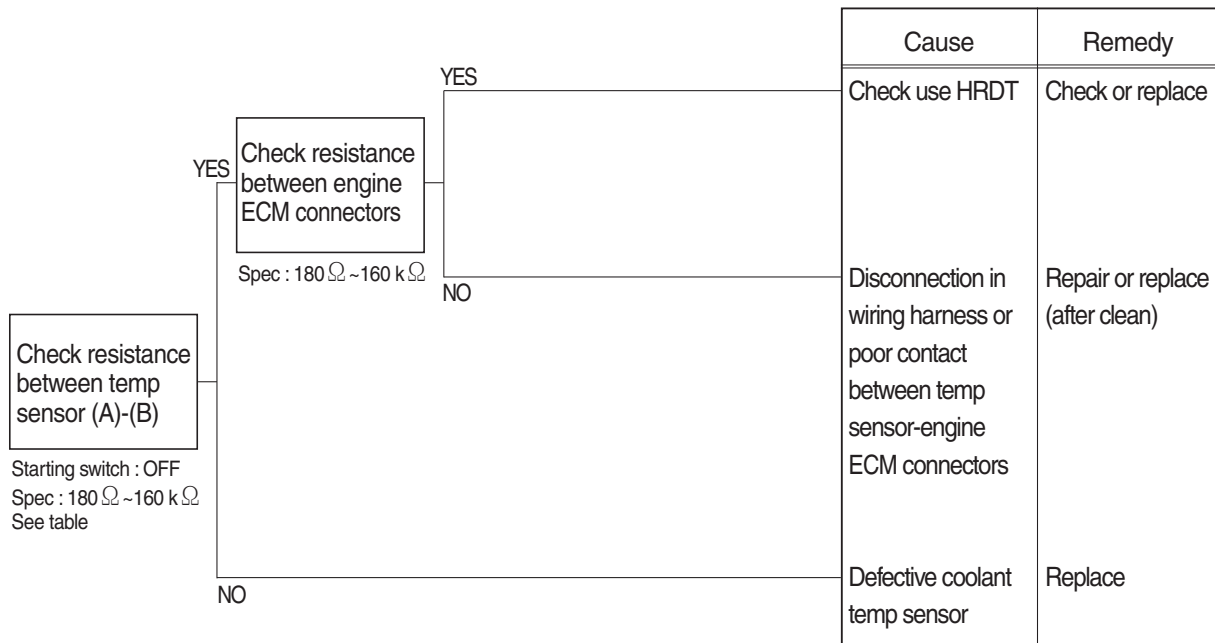 Cause
Remedy
YES
Check use HRDT
Check or replace
YES
Check resistance
between engine
ECM connectors
Spec : 180 Ω ~160 k Ω
NO
Disconnection in
wiring harness or
poor contact
between temp
sensor-engine
ECM connectors
Repair or replace
(after clean)
Check resistance
between temp
sensor (A)-(B)
Starting switch : OFF
Spec : 180 Ω ~160 k Ω
See table
NO
Defective coolant
temp sensor
Replace